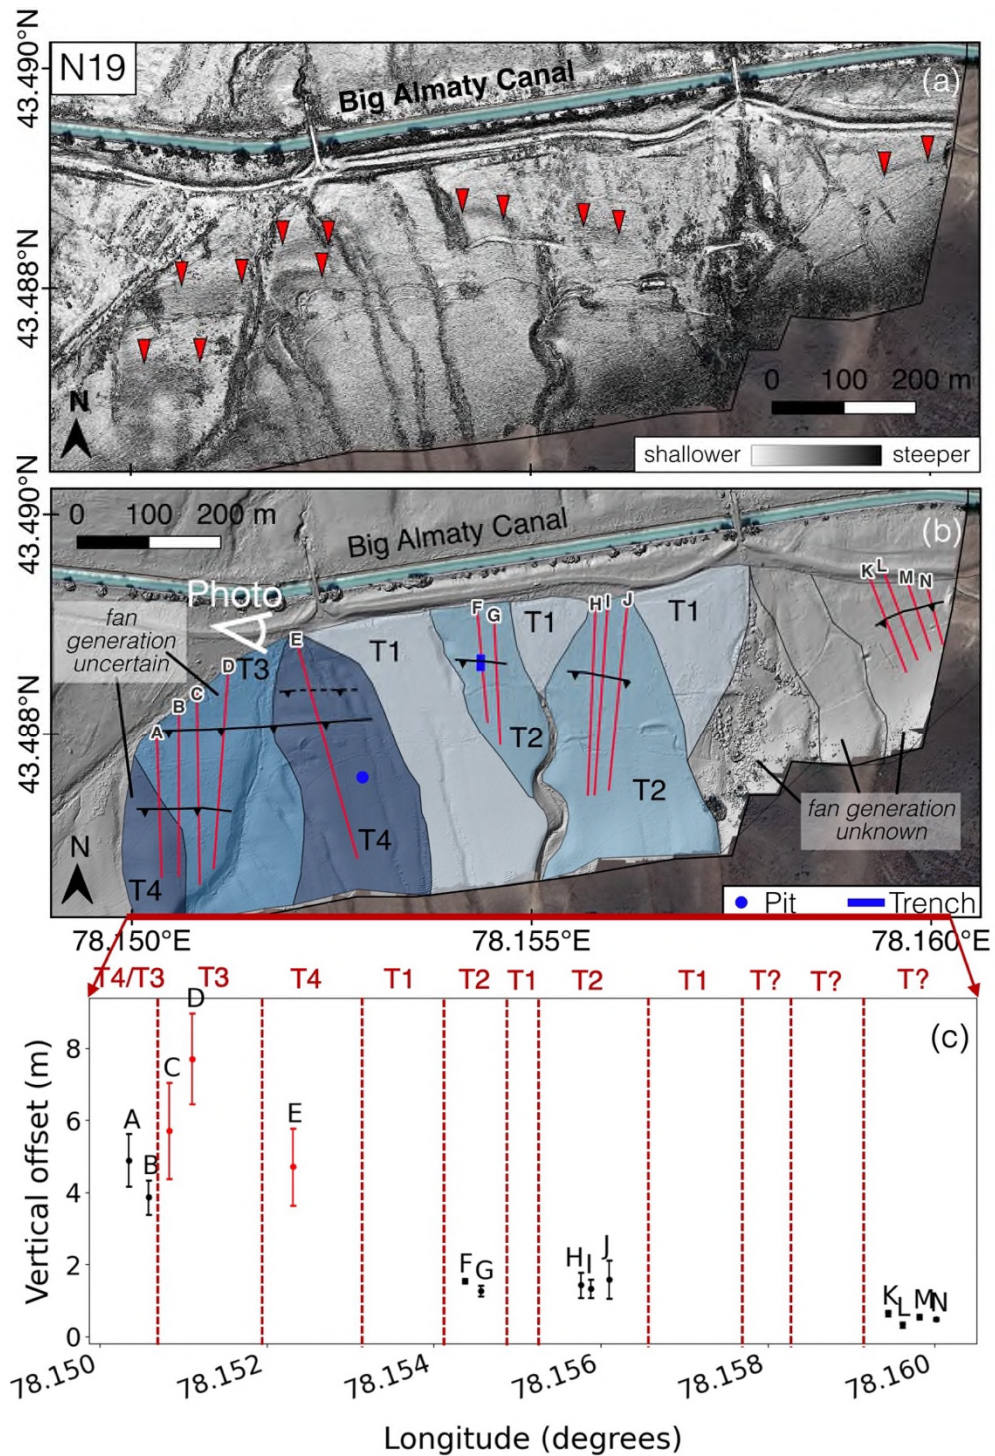 43.490°N
N19
Big Almaty Canal
(a)
43.488°N
N
0 100 200 m
shallower steeper
43.490°N
0 100 200 m
Big Almaty Canal
(b)
Photo
fan
generation
uncertain
T3
E
T1
F
G
T1
H
I
J
T1
K
L
M
N
D
C
B
A
43.488°N
T2
T2
T4
T4
N
fan generation
unknown
Pit Trench
78.150°E 78.155°E 78.160°E
T4/T3 T3 T4 T1 T2 T1 T2 T1 T? T? T?
(c)
Vertical offset (m)
8
6
4
2
0
A
B
C
D
E
F
G
H
I
J
K
L
M
N
78.150 78.152 78.154 78.156 78.158 78.160
Longitude (degrees)